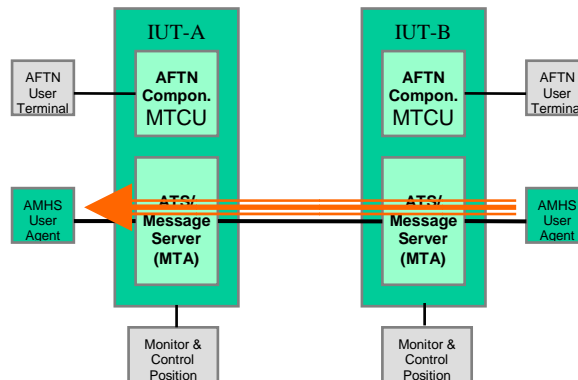 IUT-A
IUT-B
AFTN
User
Terminal
AFTN
Compon.
MTCU
AFTN
Compon.
MTCU
AFTN
User
Termina
AMHS
User
Agent
ATS/
Message
Server
(MTA)
ATS/
Message
Server
(MTA)
AMHS
User
Agent
Monitor &
Control
Position
Monitor &
Control
Position